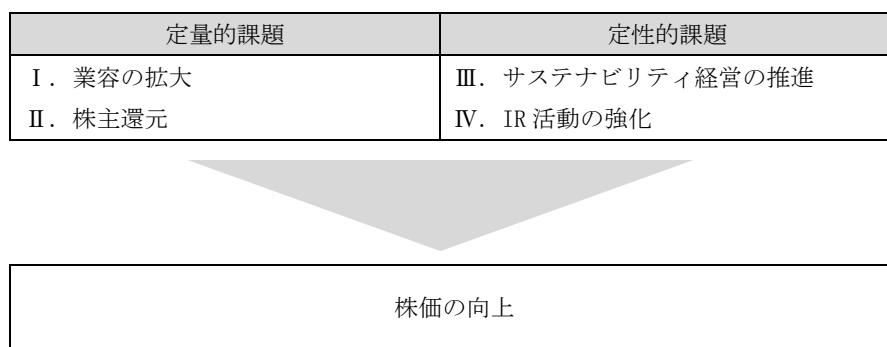 定量的課題
定性的課題
Ⅰ．業容の拡大
Ⅱ．株主還元
Ⅲ．サステナビリティ経営の推進
Ⅳ．IR活動の強化
株価の向上